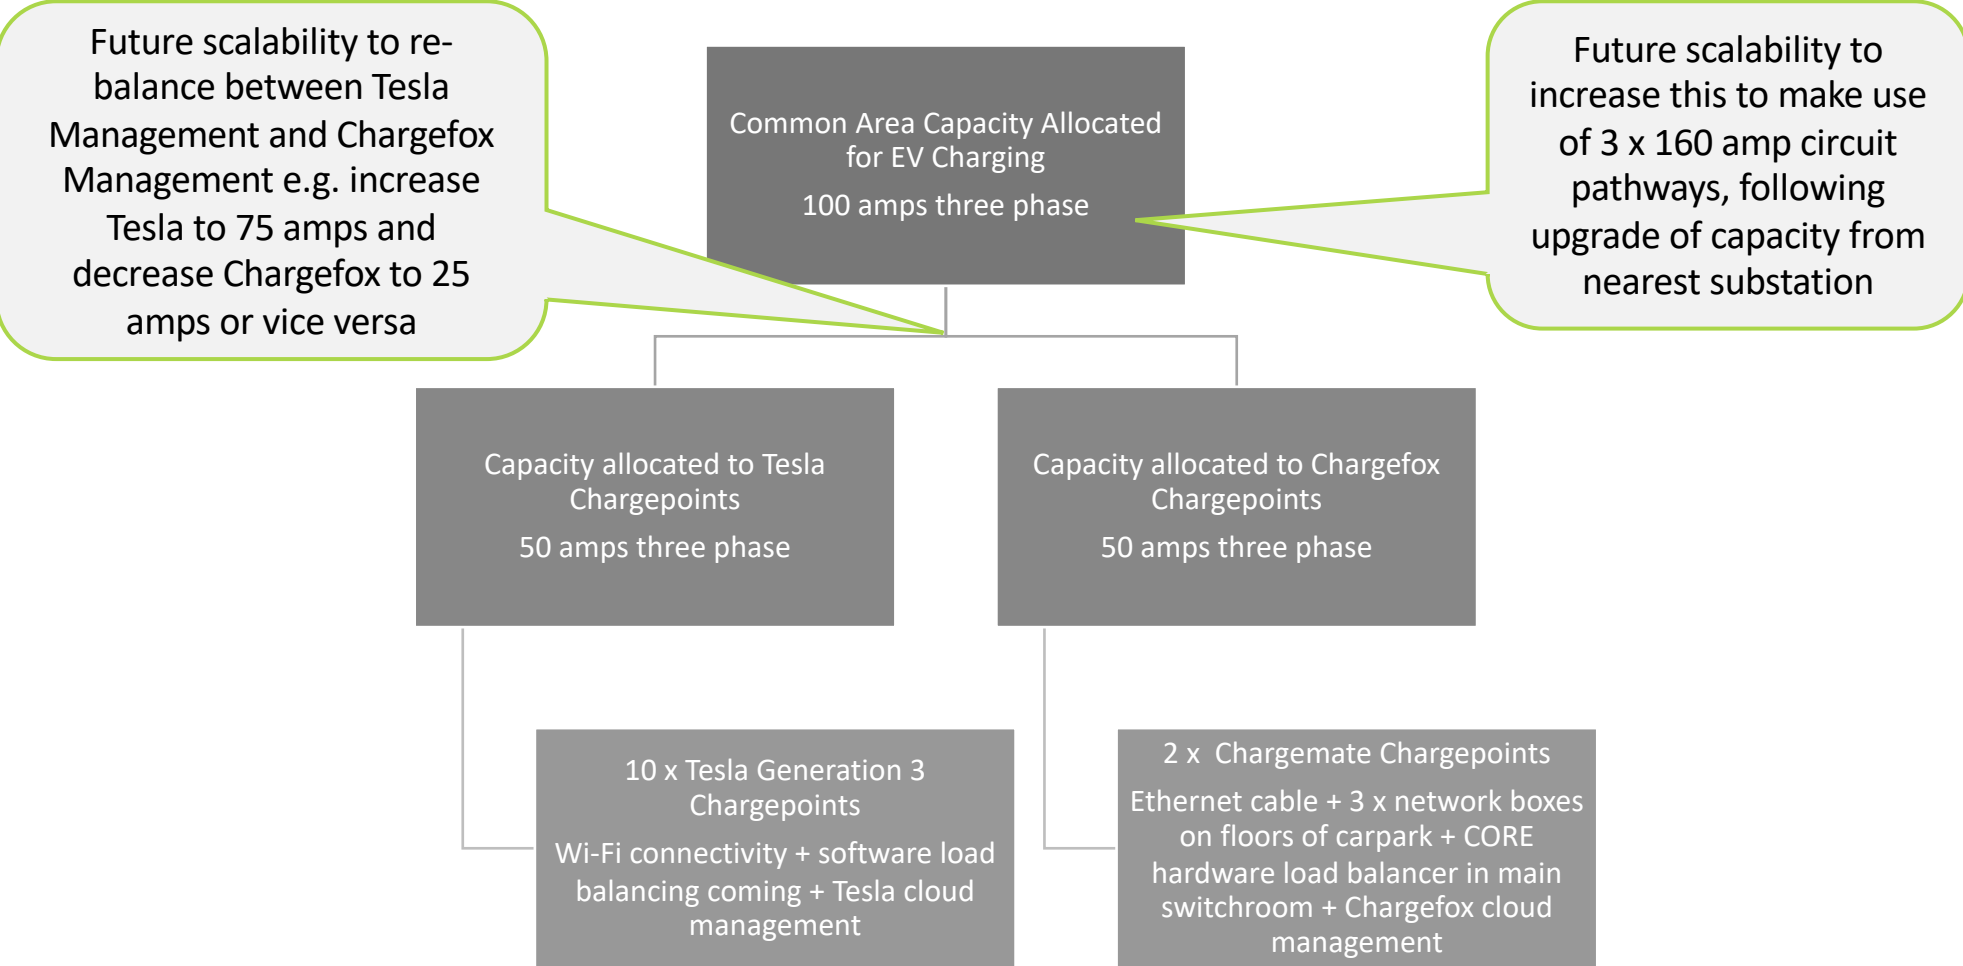 Future scalability to re-
balance between Tesla
Management and Chargefox
Management e.g. increase
Tesla to 75 amps and
decrease Chargefox to 25
amps or vice versa
Common Area Capacity Allocated
for EV Charging
100 amps three phase
Future scalability to
increase this to make use
of 3 x 160 amp circuit
pathways, following
upgrade of capacity from
nearest substation
Capacity allocated to Tesla
Chargepoints
50 amps three phase
Capacity allocated to Chargefox
Chargepoints
50 amps three phase
10 x Tesla Generation 3
Chargepoints
Wi-Fi connectivity + software load
balancing coming + Tesla cloud
management
2 x Chargemate Chargepoints
Ethernet cable + 3 x network boxes
on floors of carpark + CORE
hardware load balancer in main
switchroom + Chargefox cloud
management